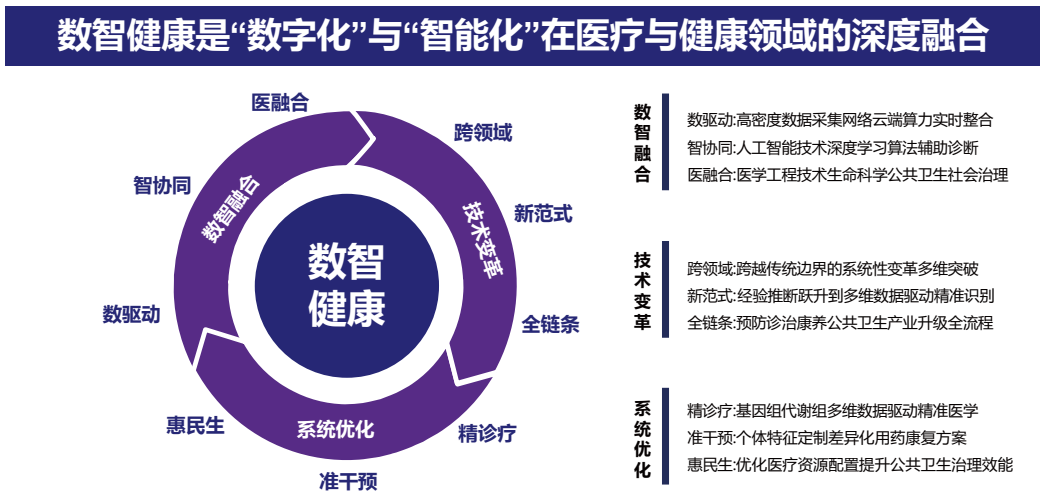 数智健康是“数字化”与“智能化”在医疗与健康领域的深度融合
医融合
跨领域
智协同
数智融合
技术变革
新范式
数智
健康
数驱动
全链条
惠民生
系统优化
精诊疗
准干预
数智融合
数驱动:高密度数据采集网络云端算力实时整合
智协同:人工智能技术深度学习算法辅助诊断
医融合:医学工程技术生命科学公共卫生社会治理
技术变革
跨领域:跨越传统边界的系统性变革多维突破
新范式:经验推断跃升到多维数据驱动精准识别
全链条:预防诊治康养公共卫生产业升级全流程
系统优化
精诊疗:基因组代谢组多维数据驱动精准医学
准干预:个体特征定制差异化用药康复方案
惠民生:优化医疗资源配置提升公共卫生治理效能